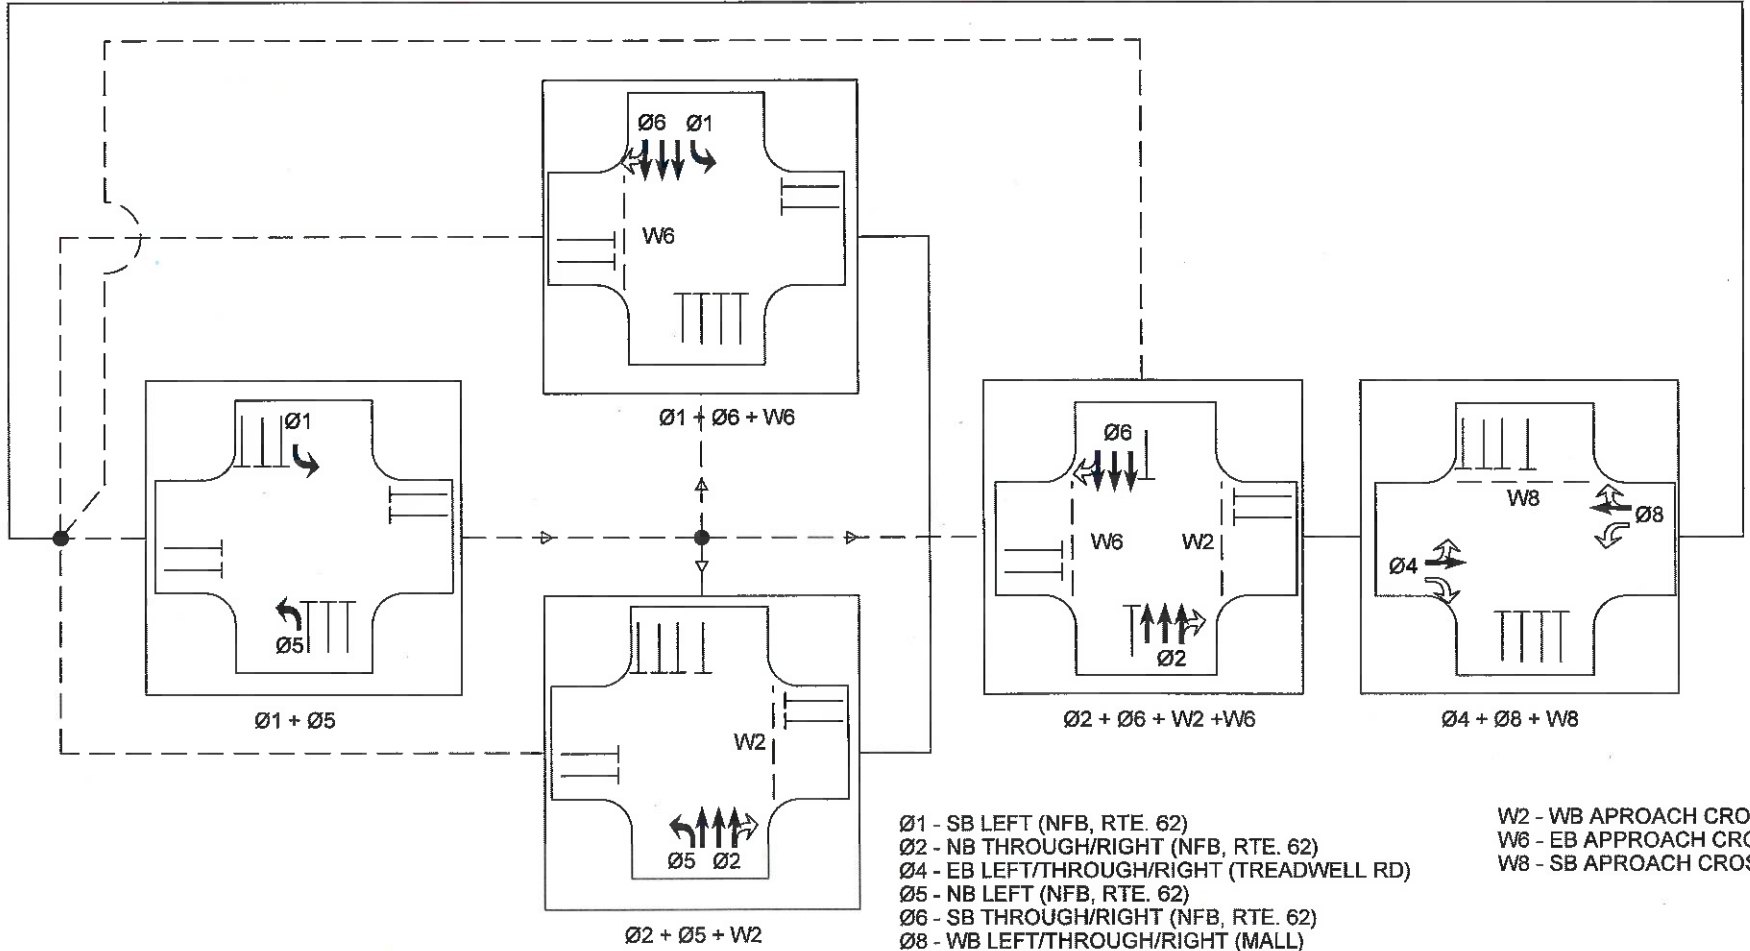 Ø6 Ø1
W6
Ø1 + Ø6 + W6
Ø1
Ø5
Ø1 + Ø5
Ø6
W6 W2
Ø2
Ø2 + Ø6 + W2 +W6
W8
Ø8
Ø4
Ø4 + Ø8 + W8
W2
Ø5 Ø2
Ø2 + Ø5 + W2
Ø1 - SB LEFT (NFB, RTE. 62)
Ø2 - NB THROUGH/RIGHT (NFB, RTE. 62)
Ø4 - EB LEFT/THROUGH/RIGHT (TREADWELL RD)
Ø5 - NB LEFT (NFB, RTE. 62)
Ø6 - SB THROUGH/RIGHT (NFB, RTE. 62)
Ø8 - WB LEFT/THROUGH/RIGHT (MALL)
W2 - WB APROACH CRO
W6 - EB APPROACH CRO
W8 - SB APROACH CROS